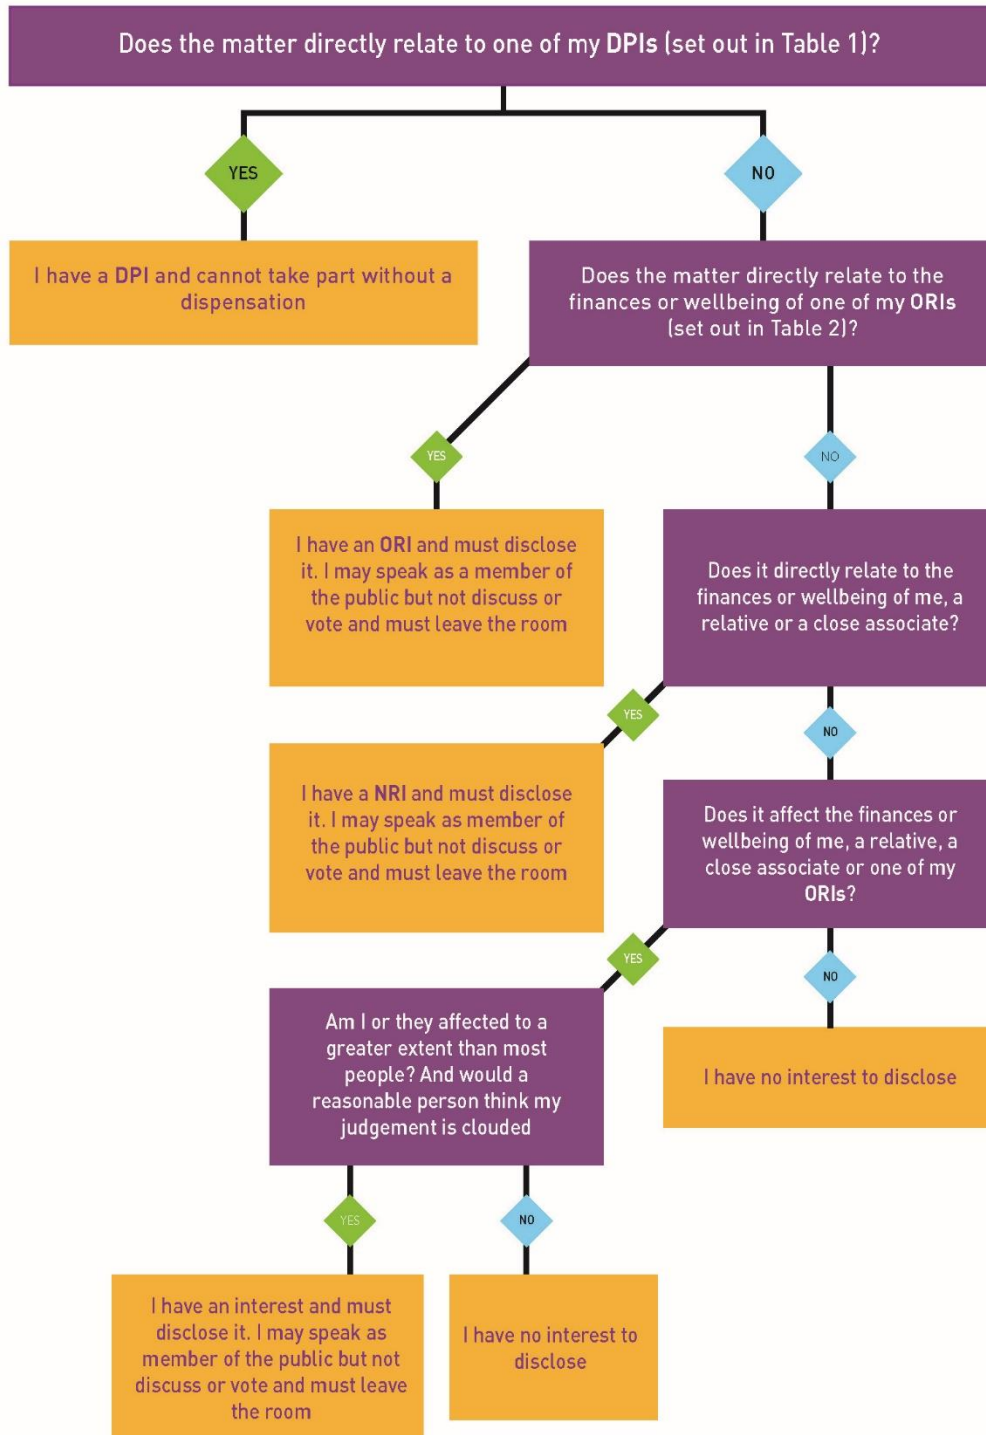 Does the matter directly relate to one of my DPIs (set out in Table 1)?
YES
NO
I have a DPI and cannot take part without a
dispensation
Does the matter directly relate to the
finances or wellbeing of one of my ORIs
(set out in Table 2)?
YES
NO
I have an ORI and must disclose
it. I may speak as a member of
the public but not discuss or
vote and must leave the room
Does it directly relate to the
finances or wellbeing of me, a
relative or a close associate?
YES
NO
I have a NRI and must disclose
it. I may speak as member of
the public but not discuss or
vote and must leave the room
Does it affect the finances or
wellbeing of me, a relative, a
close associate or one of my
ORIs?
YES
NO
Am I or they affected to a
greater extent than most
people? And would a
reasonable person think my
judgement is clouded
I have no interest to disclose
YES
NO
I have an interest and must
disclose it. I may speak as
member of the public but not
discuss or vote and must leave
the room
I have no interest to
disclose